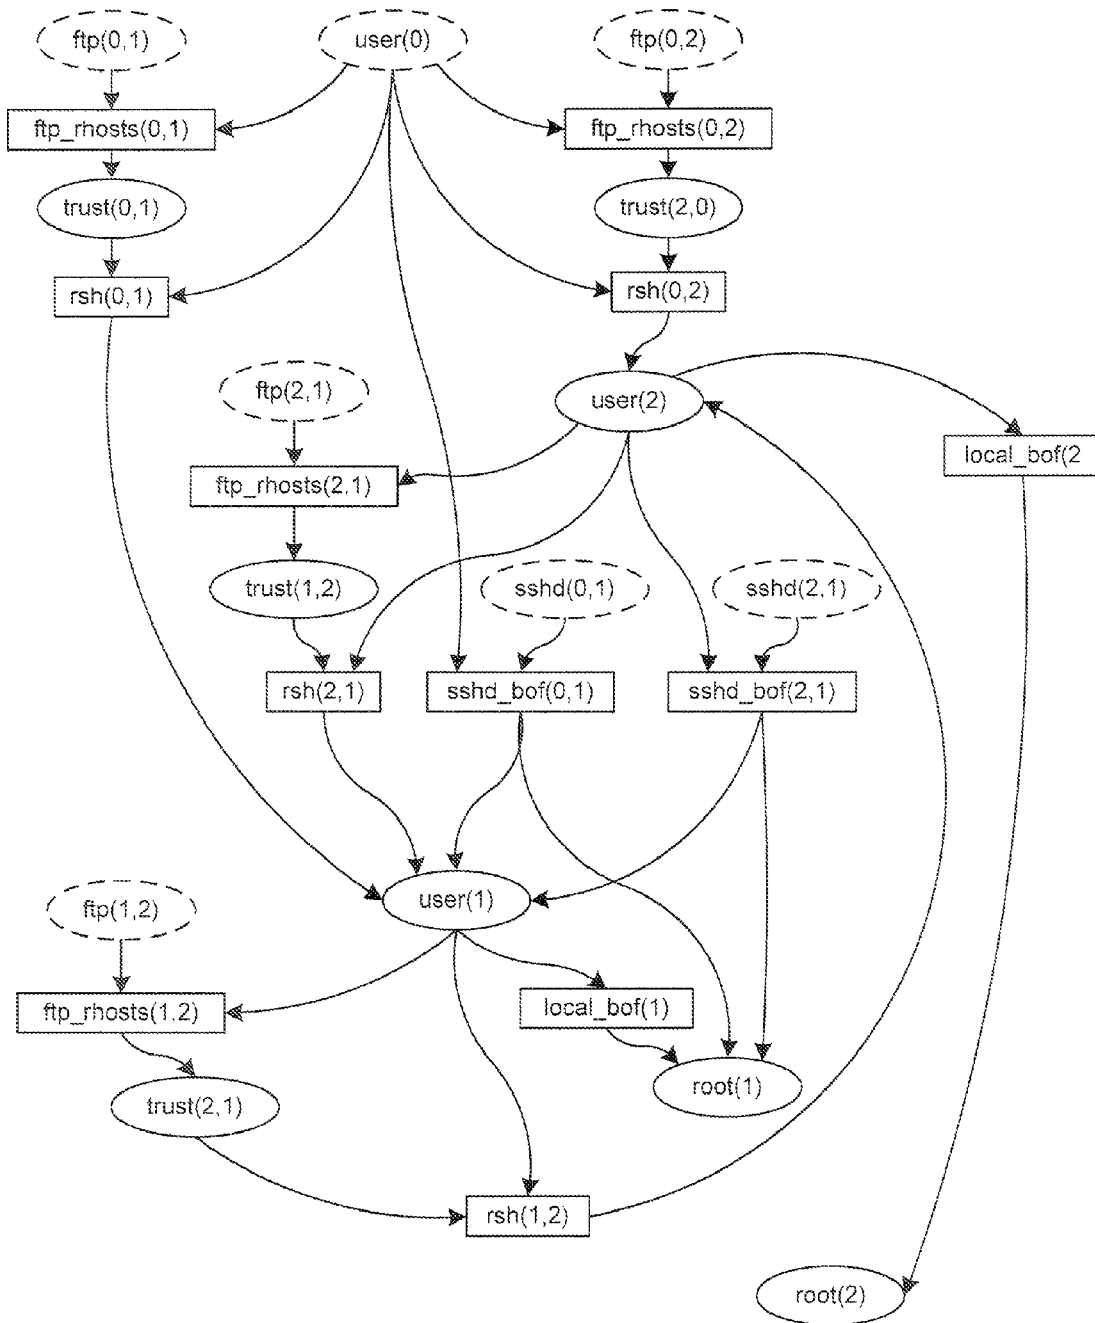 ftp(0,1)
user(0)
ftp(0,2)
ftp_rhosts(0,1)
ftp_rhosts(0,2)
trust(0,1)
trust(2,0)
rsh(0,1)
rsh(0,2)
ftp(2,1)
user(2)
local_bof(2
ftp_rhosts(2,1)
trust(1,2)
sshd(0,1)
sshd(2,1)
rsh(2,1)
sshd_bof(0,1)
sshd_bof(2,1)
user(1)
ftp(1,2)
ftp_rhosts(1,2)
local_bof(1)
trust(2,1)
root(1)
rsh(1,2)
root(2)